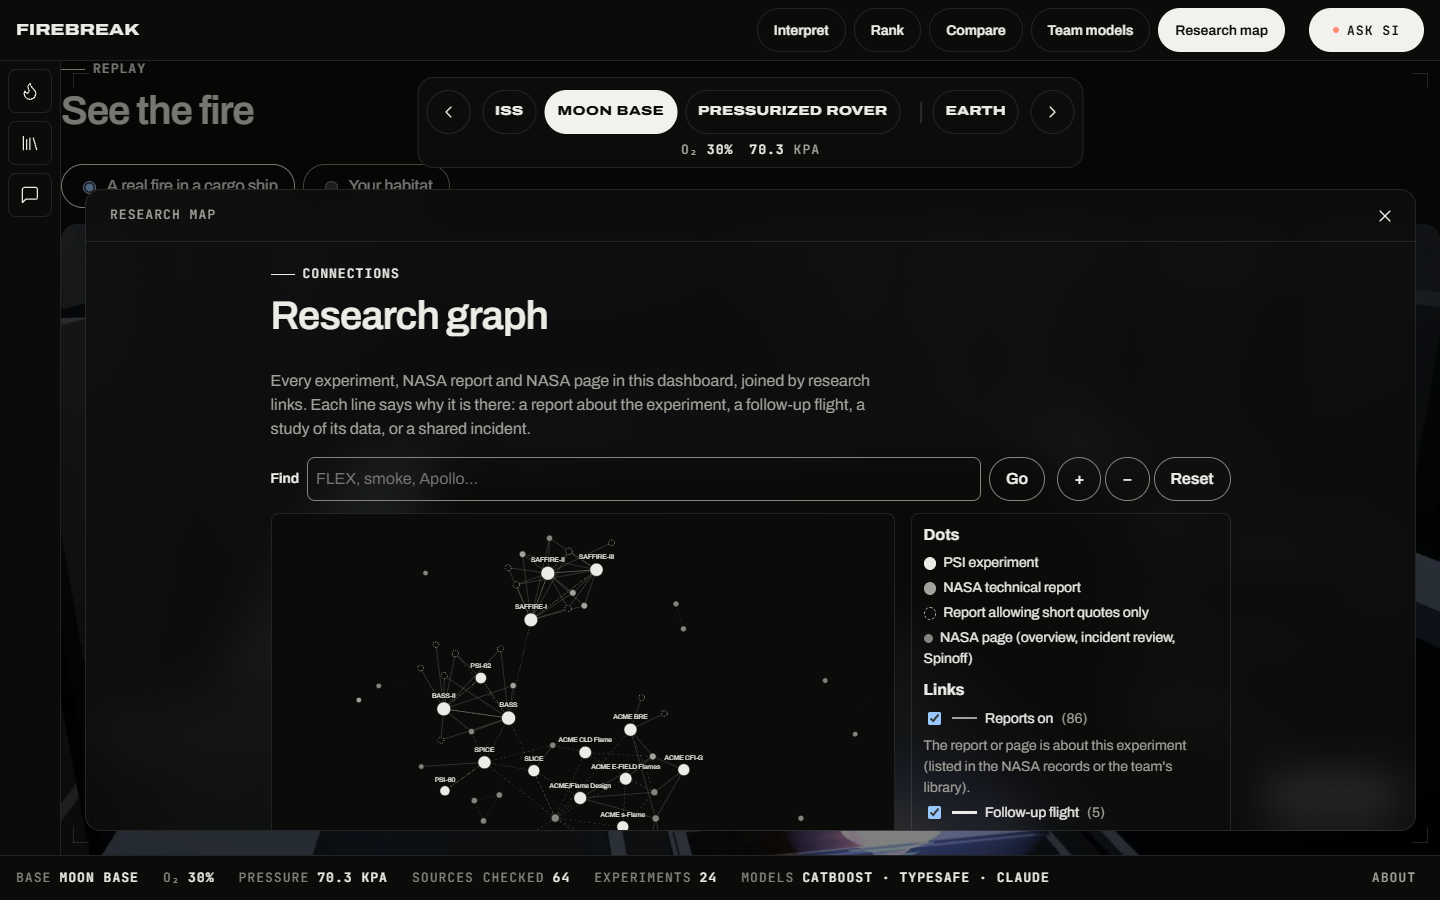 FIREBREAK
Interpret
Rank
Compare
Team models
Research map
ASK SI
REPLAY
See the fire
ISS
MOON BASE
PRESSURIZED ROVER
EARTH
O₂ 30% 70.3 KPA
A real fire in a cargo ship
Your habitat
RESEARCH MAP
CONNECTIONS
Research graph
Every experiment, NASA report and NASA page in this dashboard, joined by research
links. Each line says why it is there: a report about the experiment, a follow-up flight, a
study of its data, or a shared incident.
Find
FLEX, smoke, Apollo...
Go
+
−
Reset
SAFFIRE-II
SAFFIRE-III
SAFFIRE-I
PSI-62
BASS-II
BASS
ACME BRE
ACME CLD Flame
SPICE
SLICE
ACME CFI-G
ACME E-FIELD Flames
PSI-60
ACME/Flame Design
ACME s-Flame
Dots
PSI experiment
NASA technical report
Report allowing short quotes only
NASA page (overview, incident review,
Spinoff)
Links
Reports on (86)
The report or page is about this experiment
(listed in the NASA records or the team's
library).
Follow-up flight (5)
BASE MOON BASE
O₂ 30%
PRESSURE 70.3 KPA
SOURCES CHECKED 64
EXPERIMENTS 24
MODELS CATBOOST · TYPESAFE · CLAUDE
ABOUT